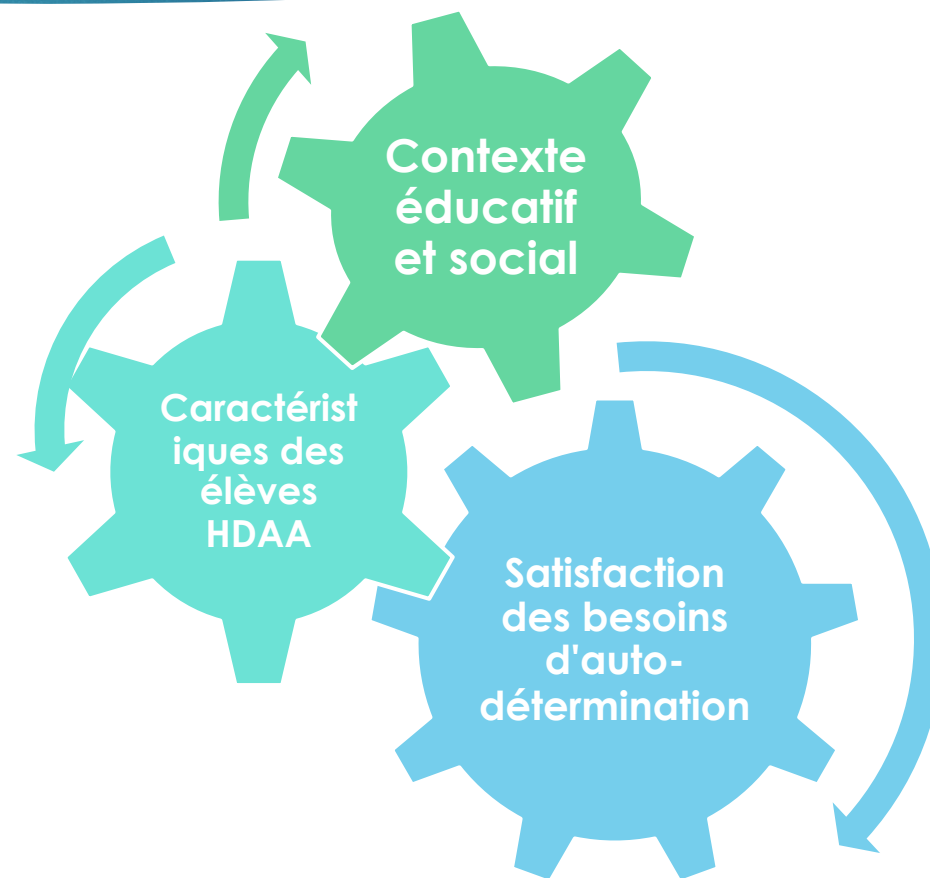 Contexte
éducatif
et social
Caractérist
iques des
élèves
HDAA
Satisfaction
des besoins
d'auto-
détermination